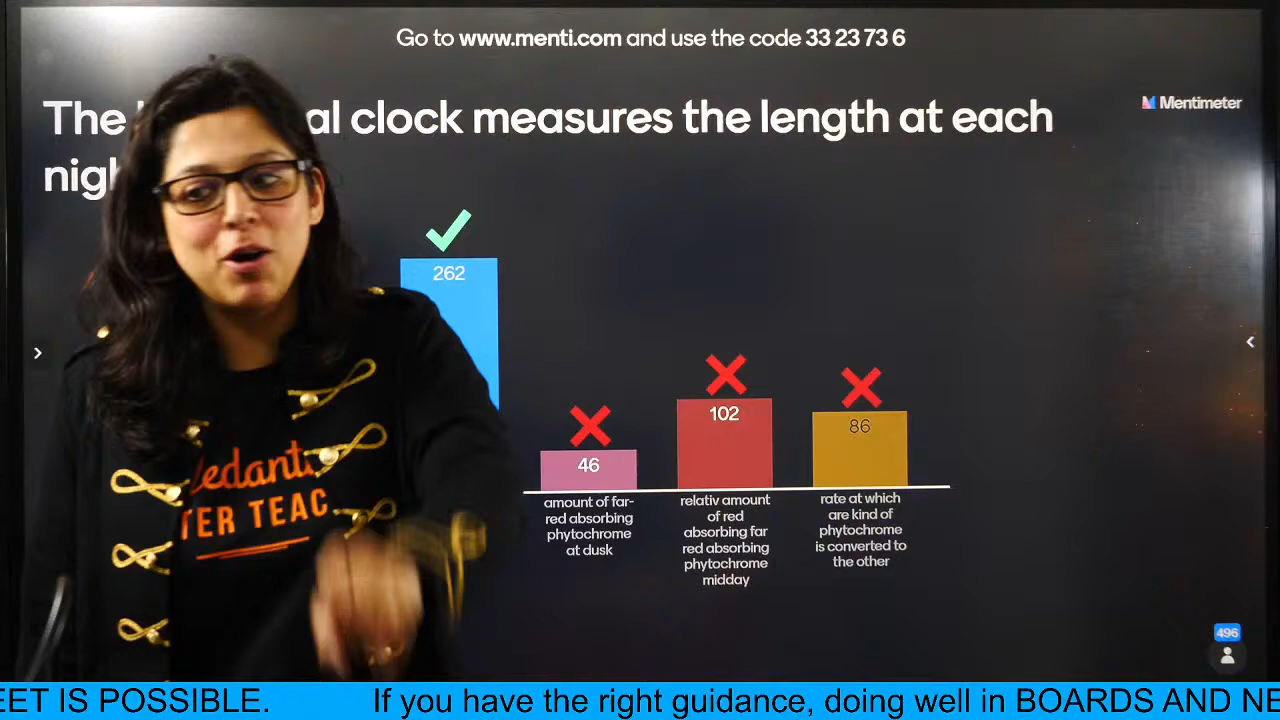 Go to www.menti.com and use the code 33 23 73 6
Mentimeter
The al clock measures the length at each
nig
262
46
102
86
amount of far-
red absorbing
phytochrome
at dusk
relativ amount
of red
absorbing far
red absorbing
phytochrome
midday
rate at which
are kind of
phytochrome
is converted to
the other
edant
TER TEAC
496
EET IS POSSIBLE. If you have the right guidance, doing well in BOARDS AND NE